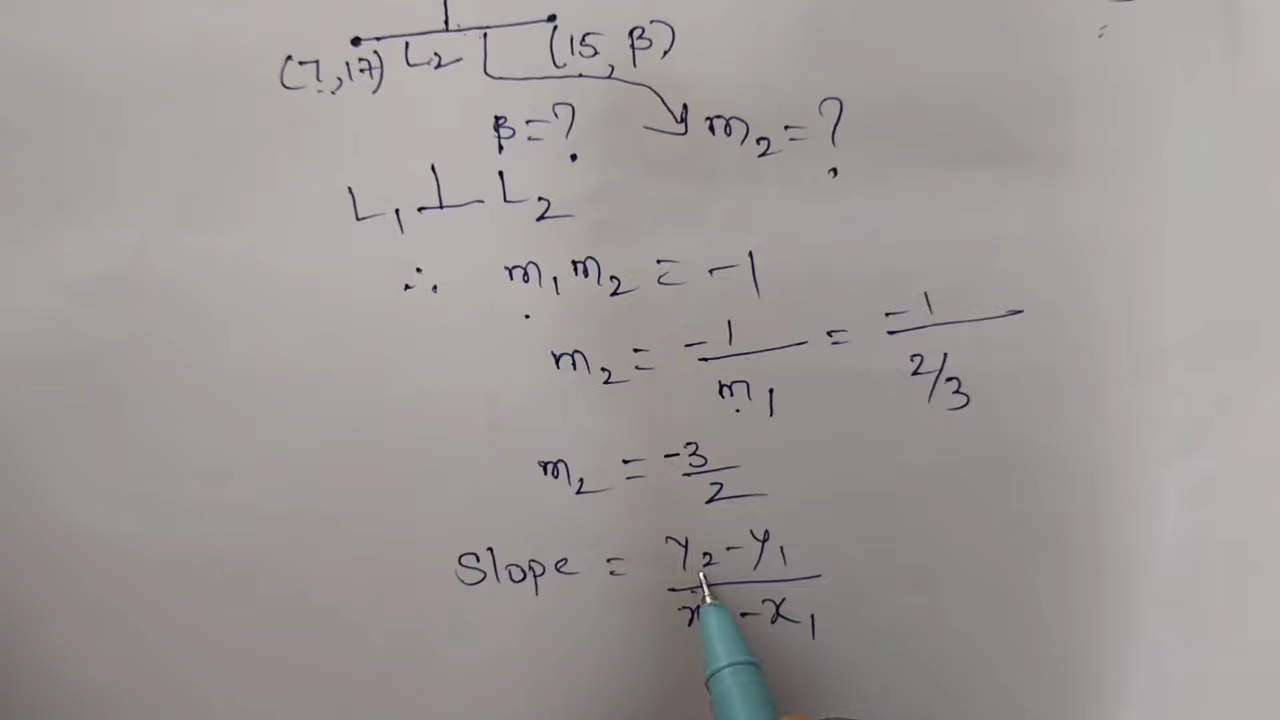 (7,17) L₂ (15, β)
β = ? m₂ = ?
L₁ ⊥ L₂
∴ m₁m₂ = -1
m₂ = -1/m₁ = -1/(2/3)
m₂ = -3/2
Slope = (y₂ - y₁)/(x - x₁)